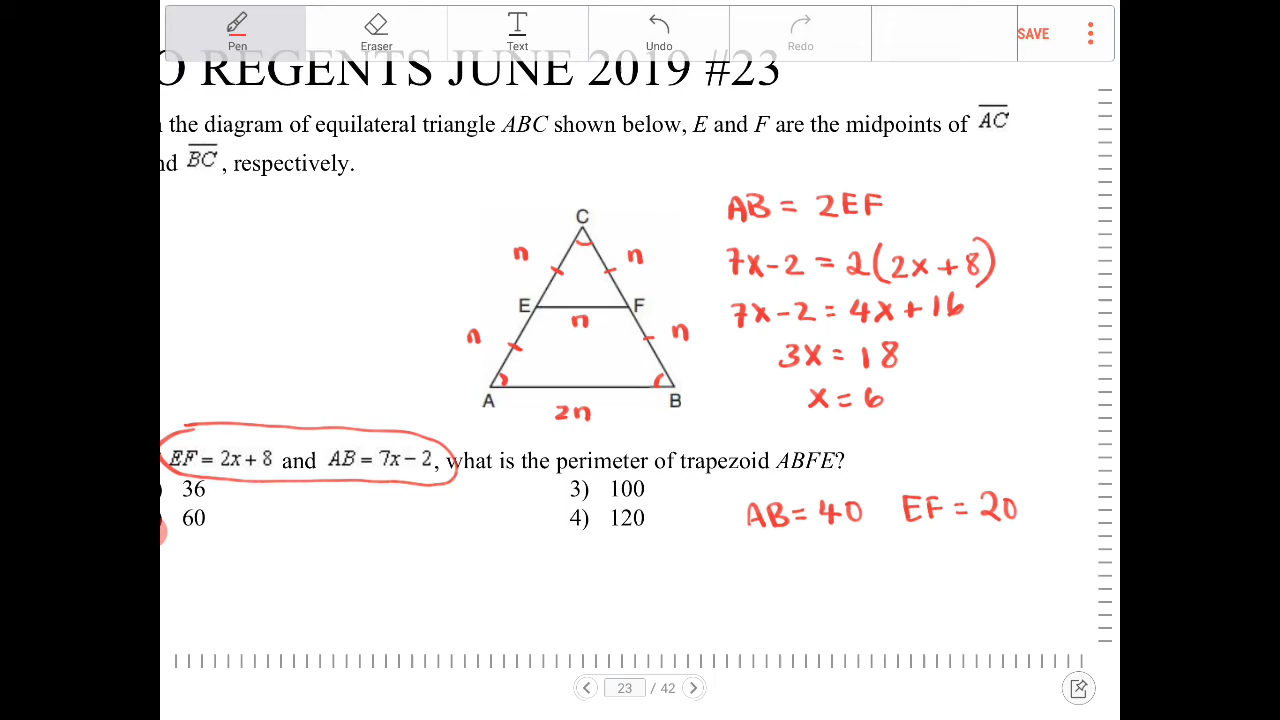 Pen Eraser Text Undo Redo SAVE
O REGENTS JUNE 2019 #23
the diagram of equilateral triangle ABC shown below, E and F are the midpoints of AC
nd BC, respectively.
AB = 2EF
7x-2 = 2(2x+8)
7x-2 = 4x+16
3x = 18
x = 6
C
n n
E F
n
n n
A B
2n
EF = 2x + 8 and AB = 7x - 2, what is the perimeter of trapezoid ABFE?
) 36 3) 100
60 4) 120
AB = 40 EF = 20
23 / 42